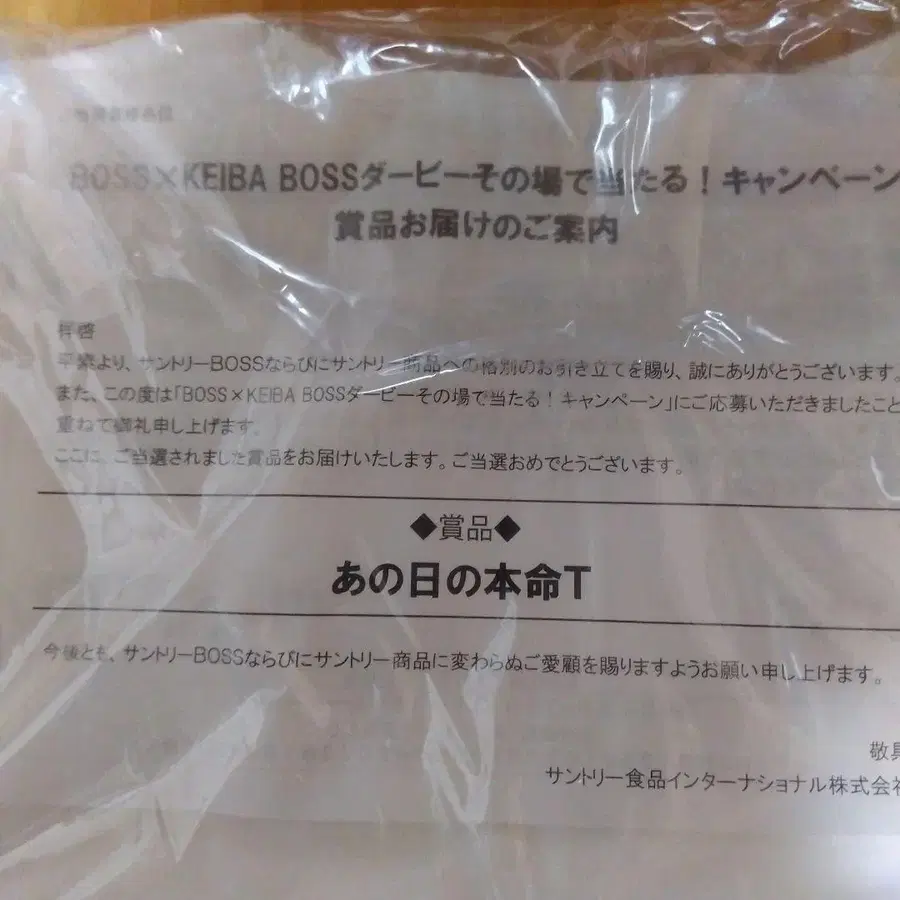 BOSS×KEIBA BOSSダービーその場で当たる！キャンペーン
賞品お届けのご案内
拝啓
平素より、サントリーBOSSならびにサントリー商品への格別のお引き立てを賜り、誠にありがとうございます。
また、この度は「BOSS×KEIBA BOSSダービーその場で当たる！キャンペーン」にご応募いただきましたこと
重ねて御礼申し上げます。
ここに、ご当選されました賞品をお届けいたします。ご当選おめでとうございます。
◆賞品◆
あの日の本命T
今後とも、サントリーBOSSならびにサントリー商品に変わらぬご愛顧を賜りますようお願い申し上げます。
敬具
サントリー食品インターナショナル株式会社